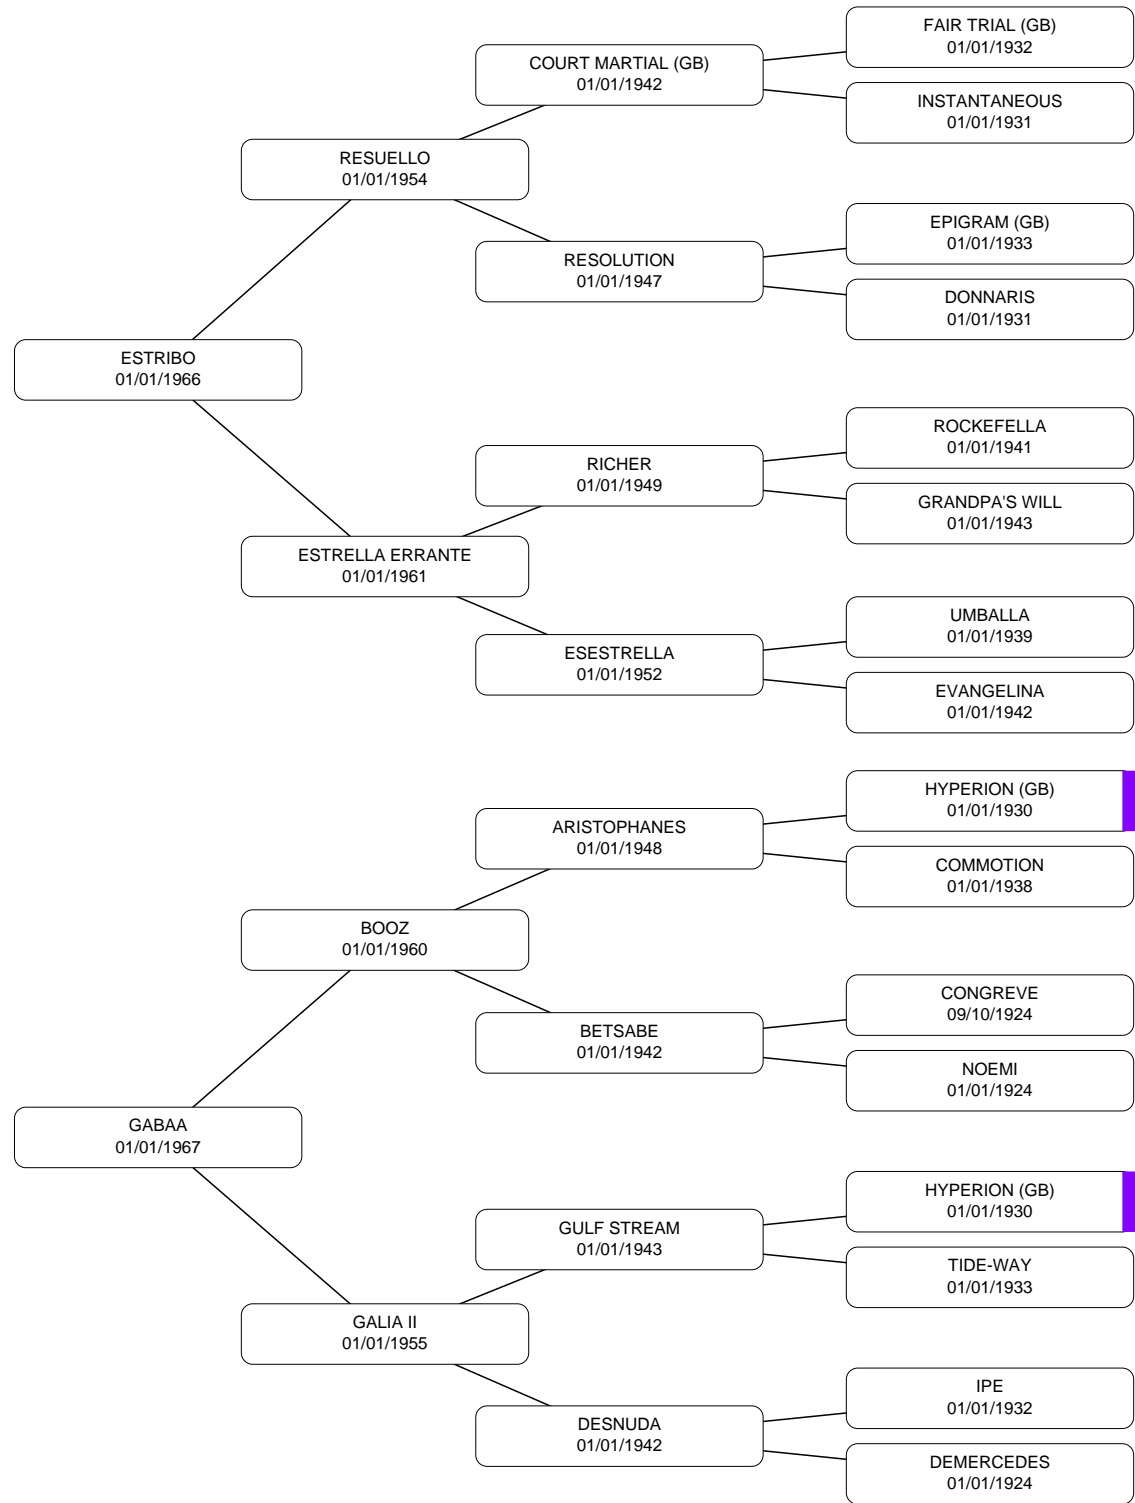 FAIR TRIAL (GB)
01/01/1932
COURT MARTIAL (GB)
01/01/1942
INSTANTANEOUS
01/01/1931
RESUELLO
01/01/1954
EPIGRAM (GB)
01/01/1933
RESOLUTION
01/01/1947
DONNARIS
01/01/1931
ESTRIBO
01/01/1966
ROCKEFELLA
01/01/1941
RICHER
01/01/1949
GRANDPA'S WILL
01/01/1943
ESTRELLA ERRANTE
01/01/1961
UMBALLA
01/01/1939
ESESTRELLA
01/01/1952
EVANGELINA
01/01/1942
HYPERION (GB)
01/01/1930
ARISTOPHANES
01/01/1948
COMMOTION
01/01/1938
BOOZ
01/01/1960
CONGREVE
09/10/1924
BETSABE
01/01/1942
NOEMI
01/01/1924
GABAA
01/01/1967
HYPERION (GB)
01/01/1930
GULF STREAM
01/01/1943
TIDE-WAY
01/01/1933
GALIA II
01/01/1955
IPE
01/01/1932
DESNUDA
01/01/1942
DEMERCEDES
01/01/1924